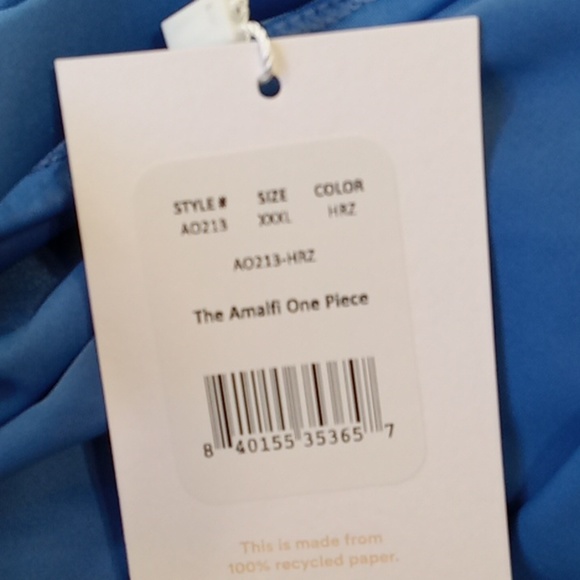 STYLE # SIZE COLOR
AO213 XXXL HRZ
AO213-HRZ
The Amalfi One Piece
8 40155 35365 7
This is made from
100% recycled paper.